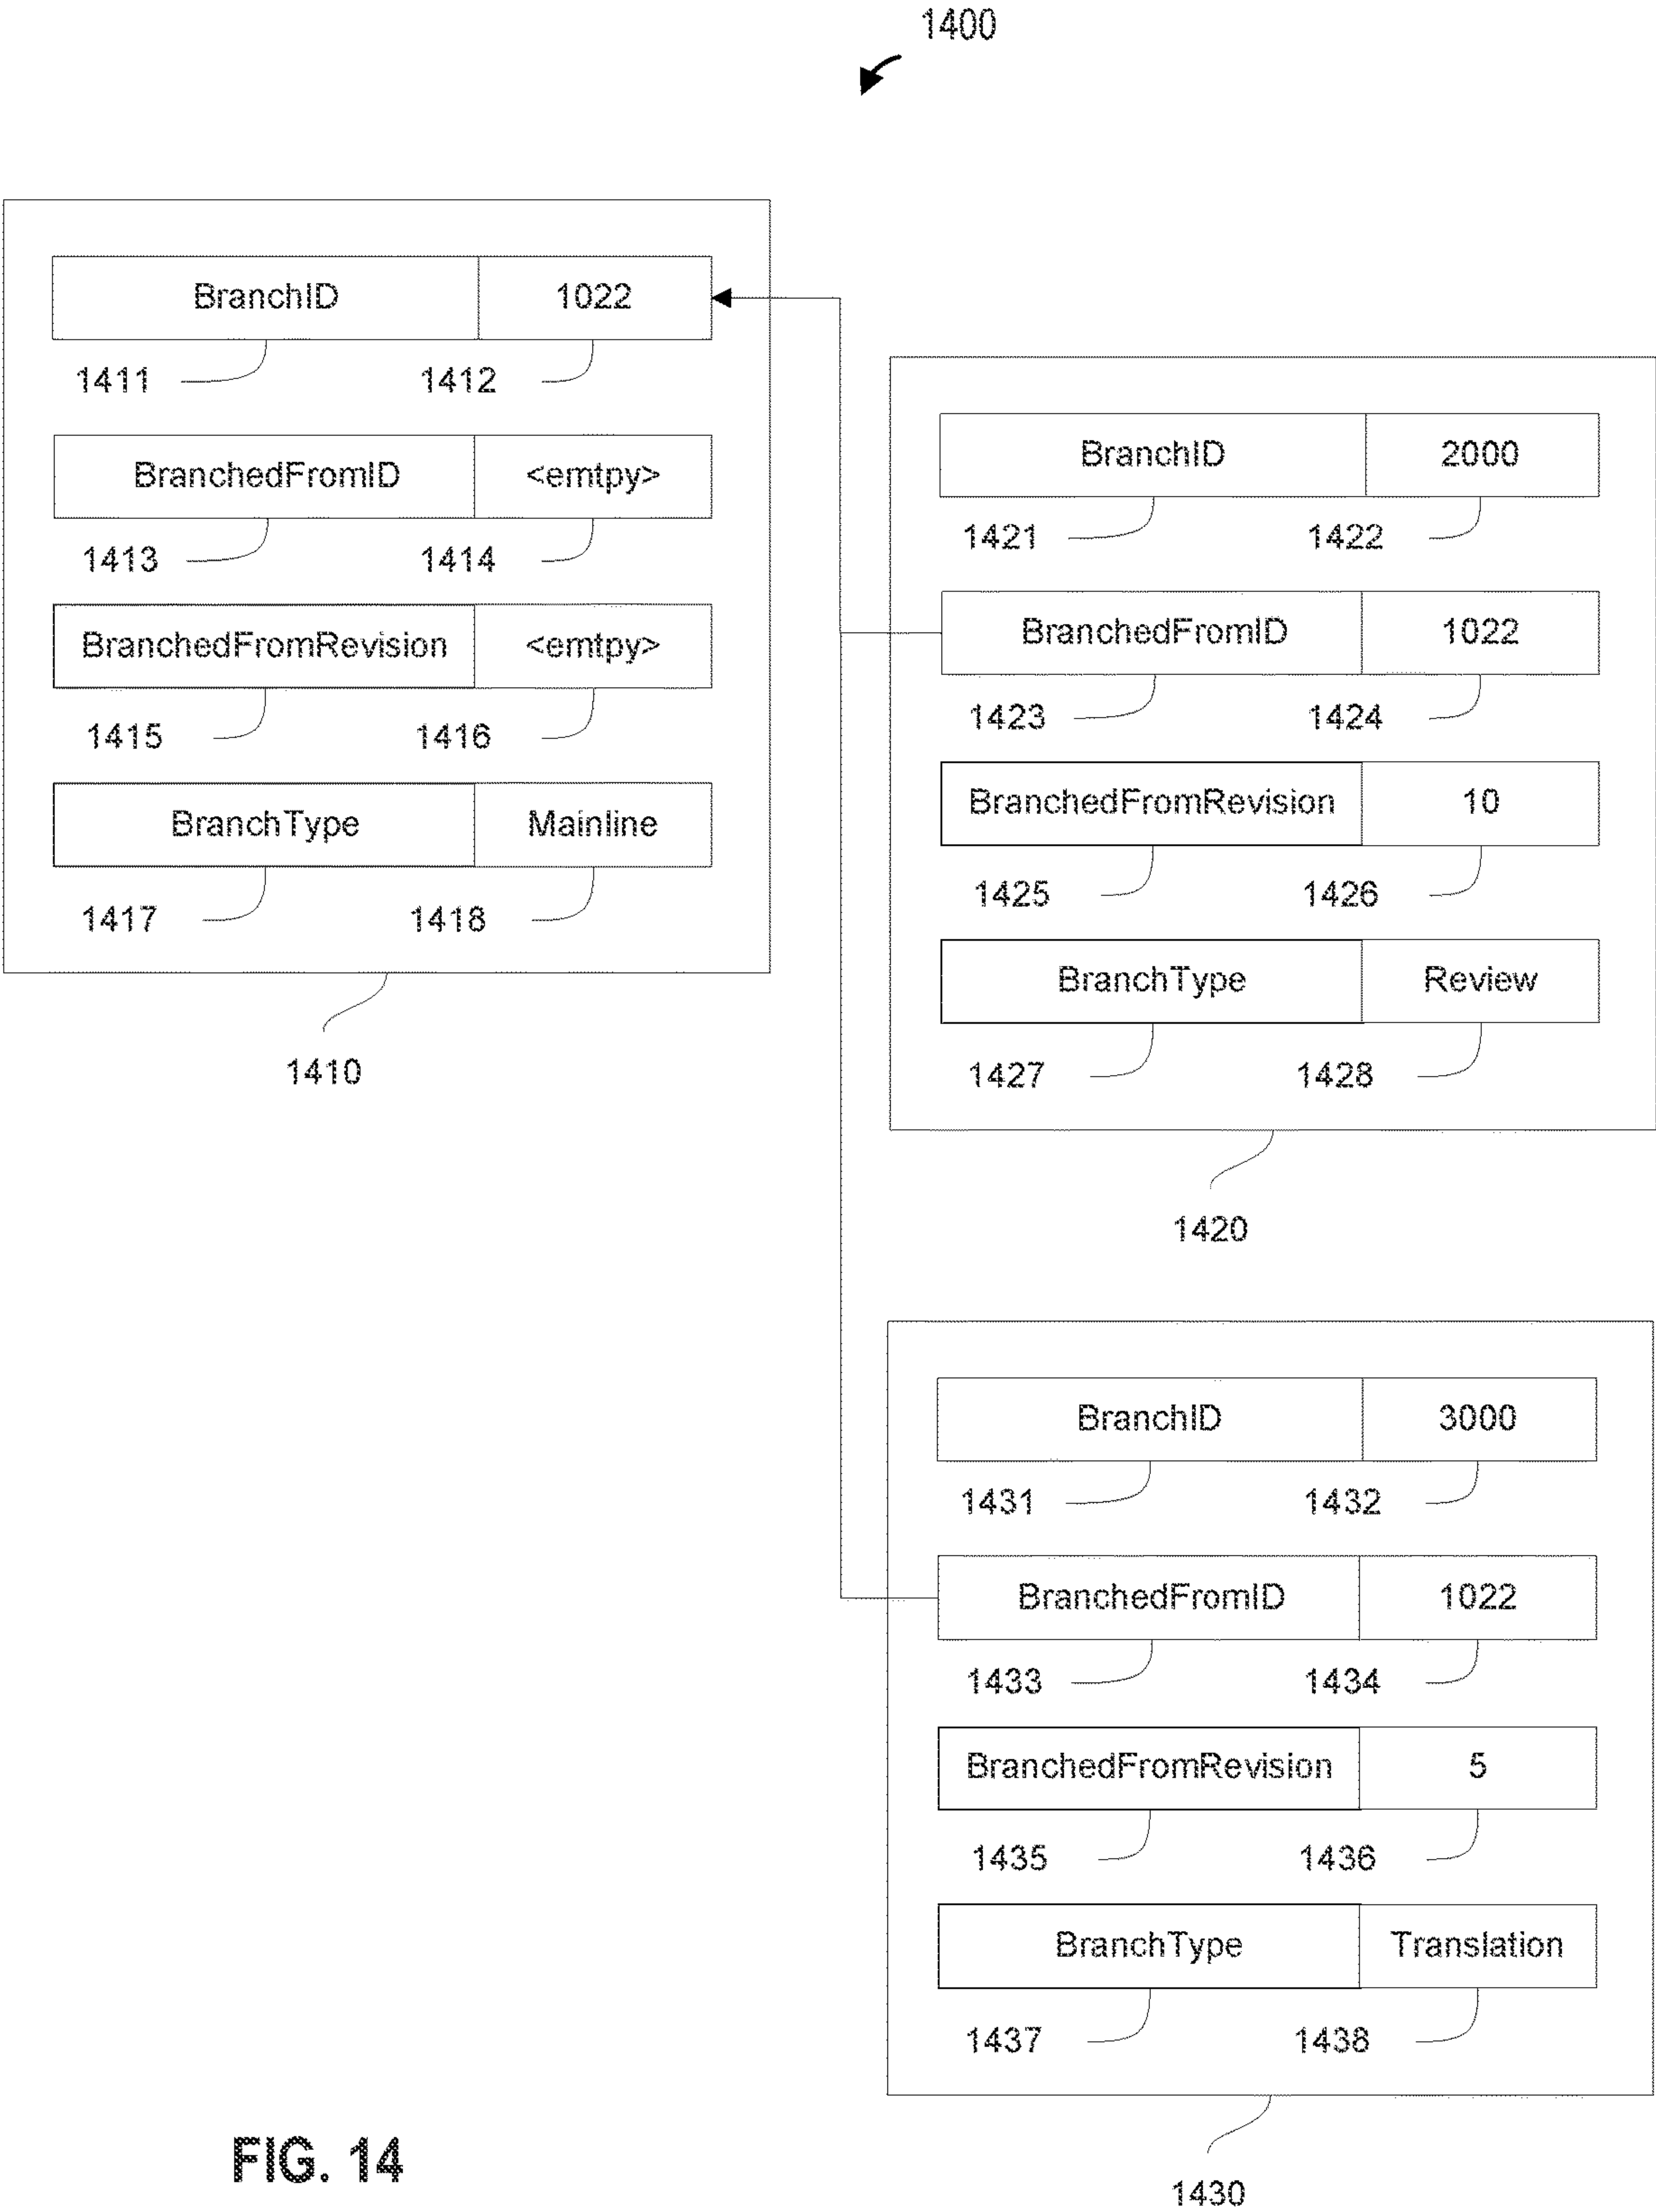 1400
BranchID 1022
1411 1412
BranchedFromID <emtpy>
1413 1414
BranchedFromRevision <emtpy>
1415 1416
BranchType Mainline
1417 1418
1410
BranchID 2000
1421 1422
BranchedFromID 1022
1423 1424
BranchedFromRevision 10
1425 1426
BranchType Review
1427 1428
1420
BranchID 3000
1431 1432
BranchedFromID 1022
1433 1434
BranchedFromRevision 5
1435 1436
BranchType Translation
1437 1438
1430
FIG. 14